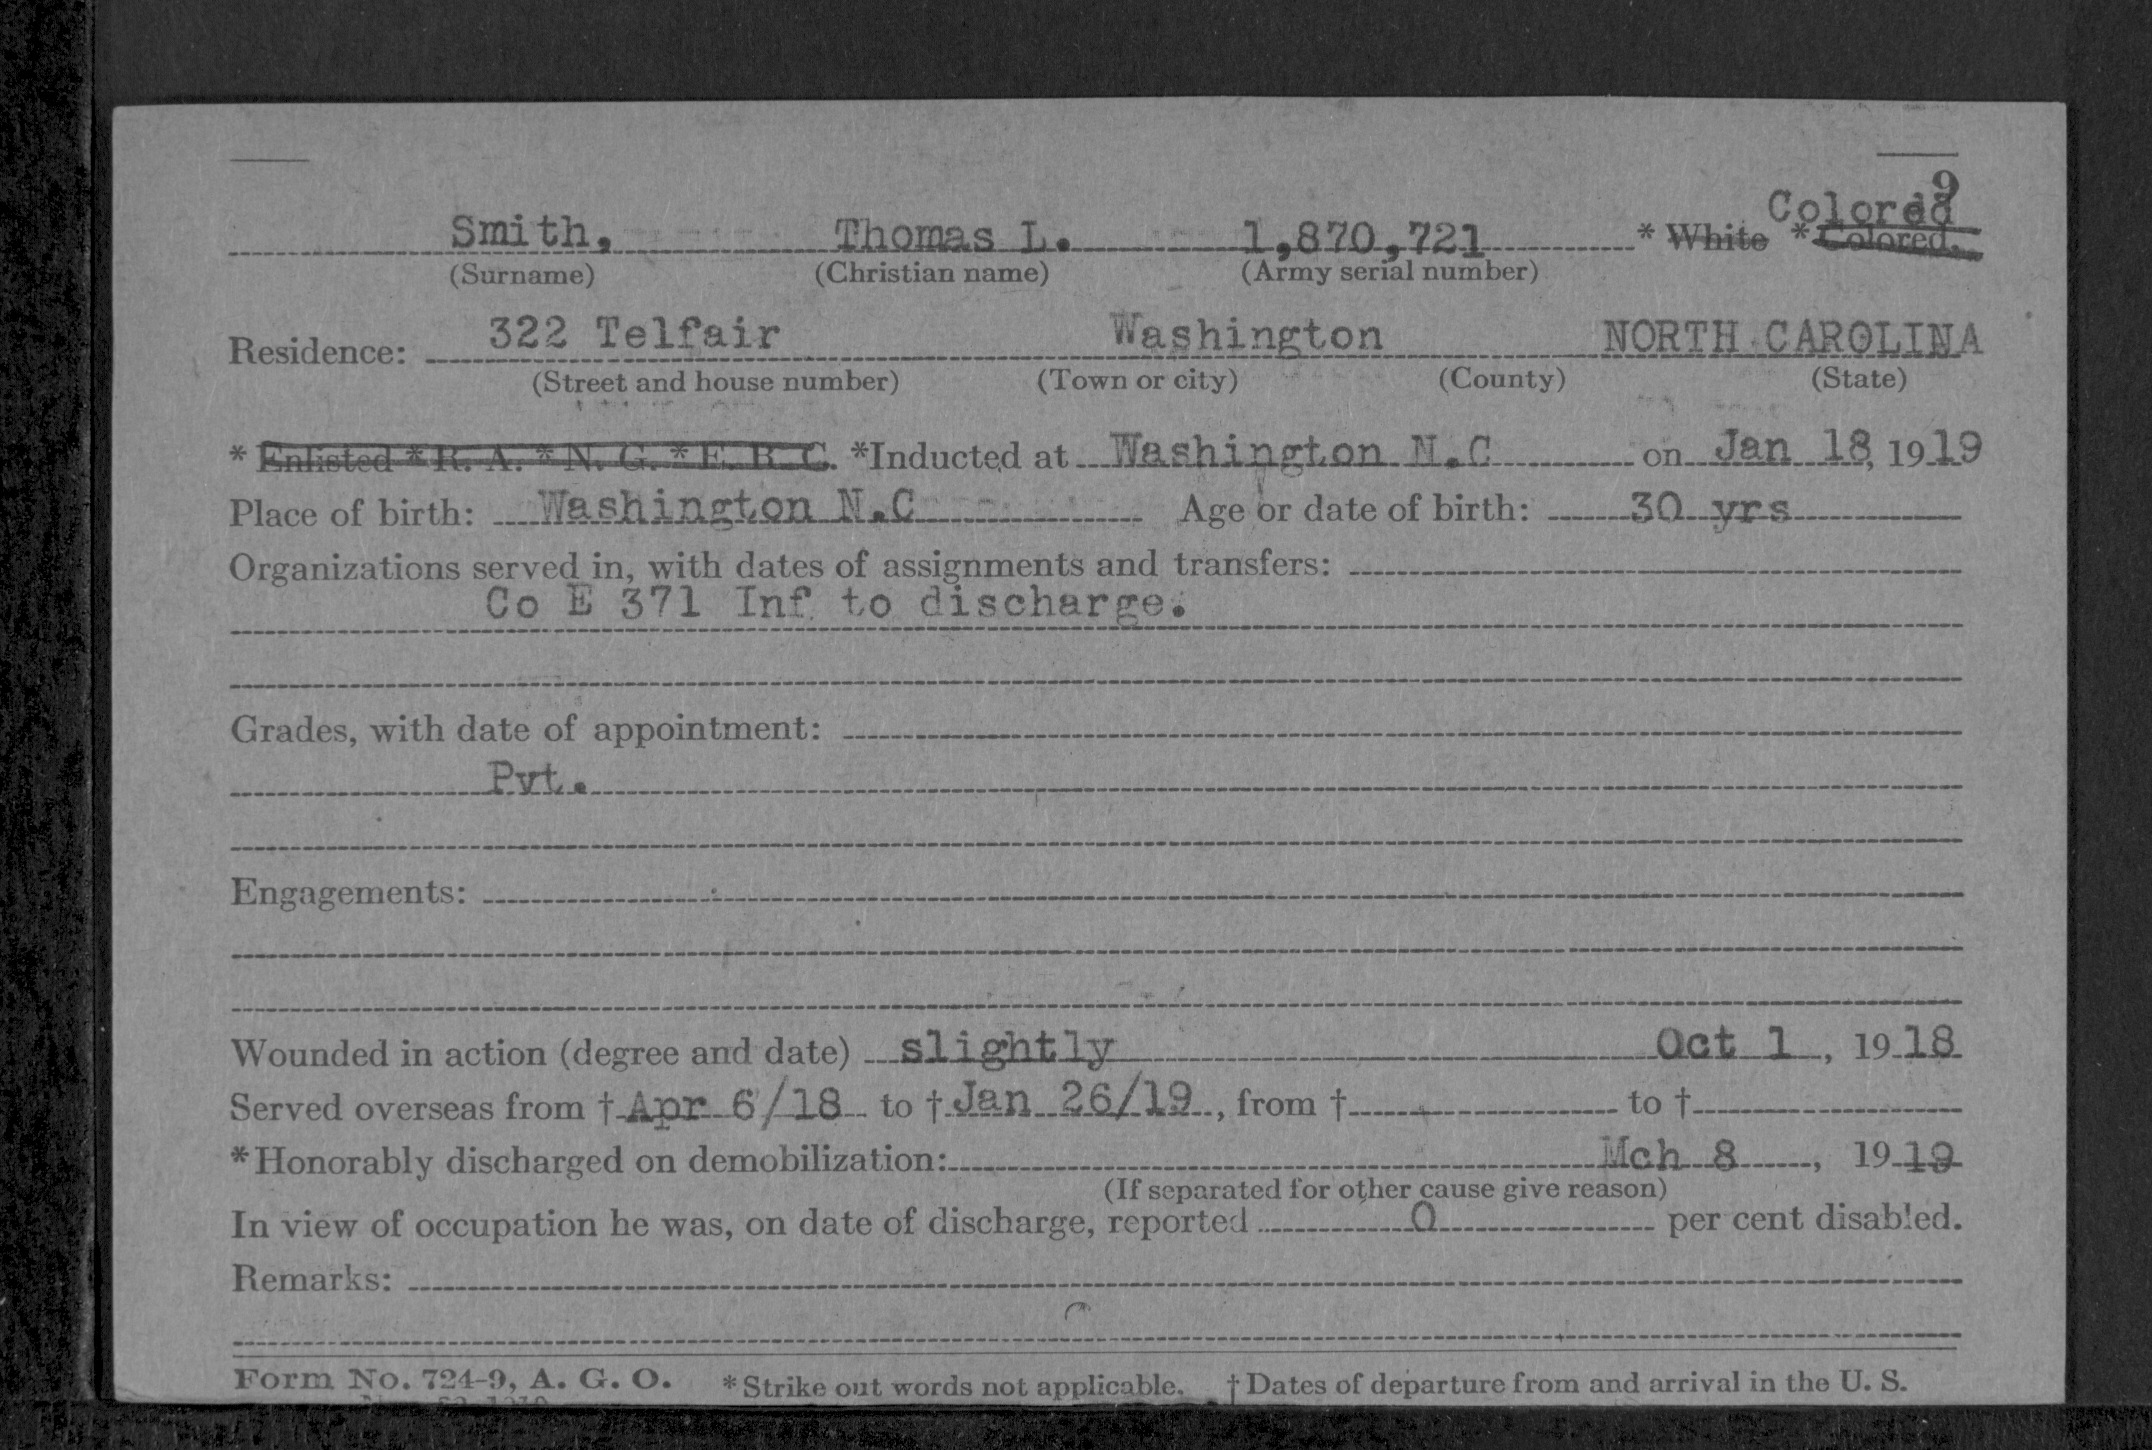 9
Colored
Smith, Thomas L. 1,870,721 * White * Colored.
(Surname) (Christian name) (Army serial number)
Residence: 322 Telfair Washington NORTH CAROLINA
(Street and house number) (Town or city) (County) (State)
* Enlisted * R. A. * N. G. * E. R. C. *Inducted at Washington N.C on Jan 18, 1919
Place of birth: Washington N.C Age or date of birth: 30 yrs
Organizations served in, with dates of assignments and transfers:
Co E 371 Inf to discharge.
Grades, with date of appointment:
Pvt.
Engagements:
Wounded in action (degree and date) slightly Oct 1, 1918
Served overseas from † Apr 6/18 to † Jan 26/19, from † to †
*Honorably discharged on demobilization: Mch 8, 1919
(If separated for other cause give reason)
In view of occupation he was, on date of discharge, reported 0 per cent disabled.
Remarks:
Form No. 724-9, A. G. O. *Strike out words not applicable. †Dates of departure from and arrival in the U. S.